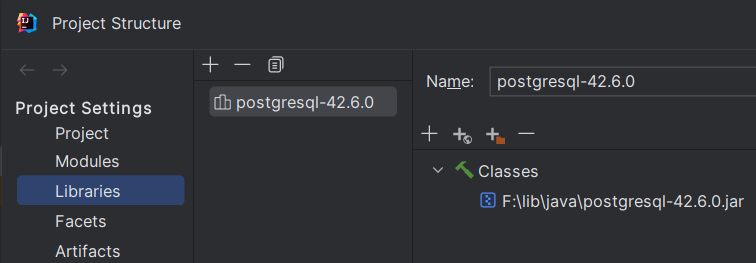 Project Structure
Project Settings
Project
Modules
Libraries
Facets
Artifacts
postgresql-42.6.0
Name: postgresql-42.6.0
Classes
F:\lib\java\postgresql-42.6.0.jar